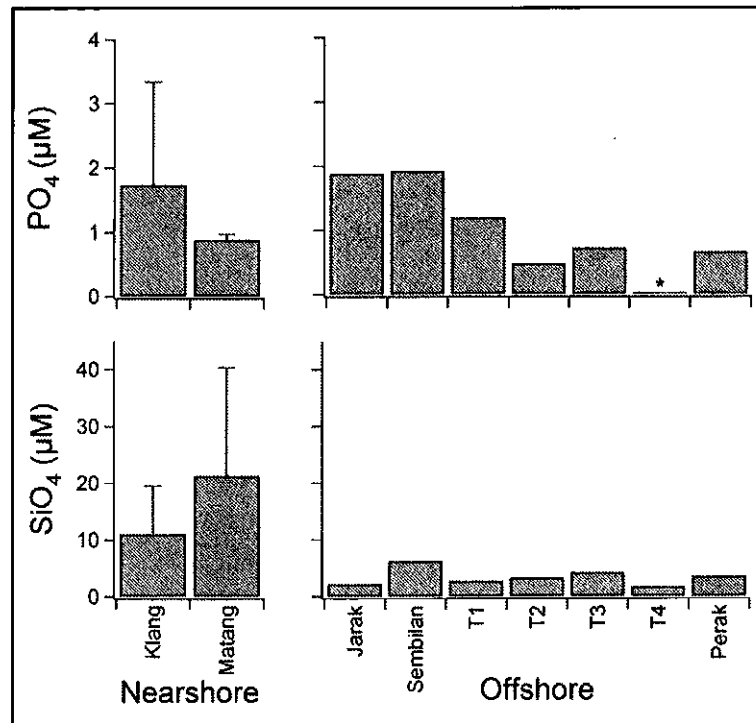 PO4 (µM)
4
3
2
1
0
*
SiO4 (µM)
40
30
20
10
0
Klang
Matang
Jarak
Sembilan
T1
T2
T3
T4
Perak
Nearshore
Offshore